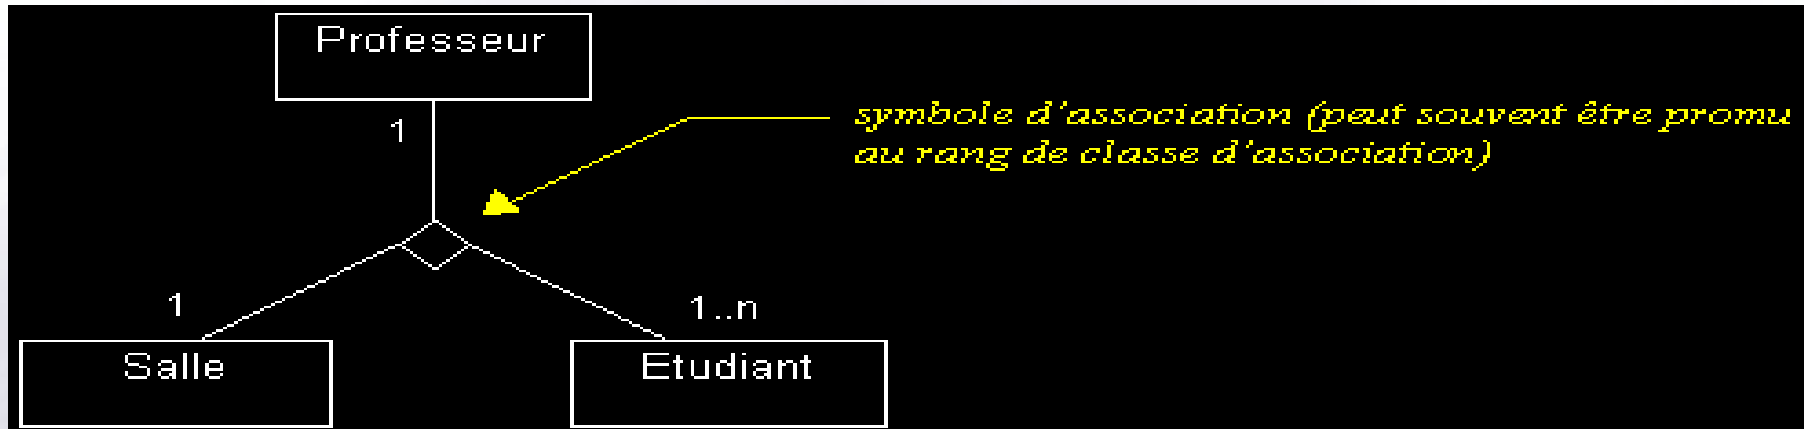 Professeur
1
symbole d'association (peut souvent être promu
au rang de classe d'association)
1
1..n
Salle
Etudiant